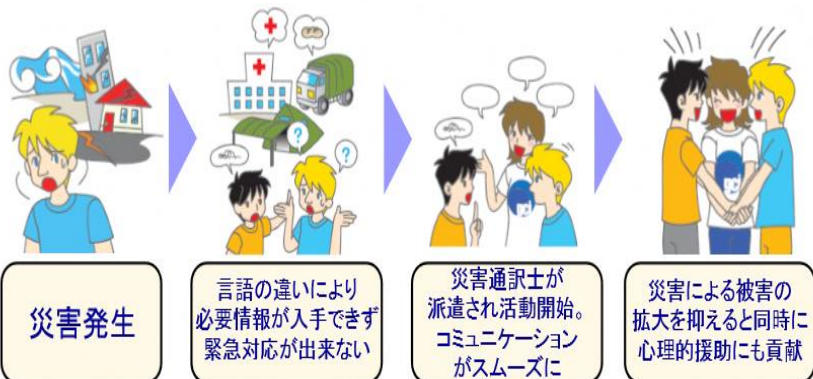 災害発生
言語の違いにより
必要情報が入手できず
緊急対応が出来ない
災害通訳士が
派遣され活動開始。
コミュニケーション
がスムーズに
災害による被害の
拡大を抑えると同時に
心理的援助にも貢献
?
?
?